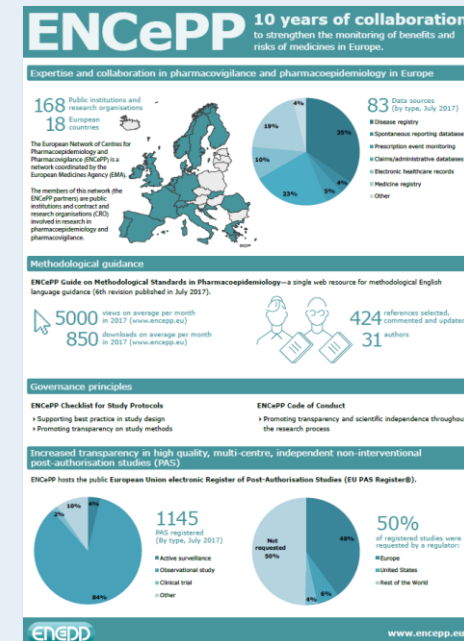 ENCePP
10 years of collaboration
to strengthen the monitoring of benefits and
risks of medicines in Europe.
Expertise and collaboration in pharmacovigilance and pharmacoepidemiology in Europe
168 Public institutions and
research organisations
18 European
countries
The European Network of Centres for
Pharmacoepidemiology and
Pharmacovigilance (ENCePP) is a
network coordinated by the
European Medicines Agency (EMA).
The members of this network (the
ENCePP partners) are public
institutions and contract and
research organisations (CRO)
involved in research in
pharmacoepidemiology and
pharmacovigilance.
4%
19%
35%
10%
4%
5%
23%
83 Data sources
(by type, July 2017)
Disease registry
Spontaneous reporting databases
Prescription event monitoring
Claims/administrative databases
Electronic healthcare records
Medicine registry
Other
Methodological guidance
ENCePP Guide on Methodological Standards in Pharmacoepidemiology—a single web resource for methodological English
language guidance (6th revision published in July 2017).
5000 views on average per month
in 2017 (www.encepp.eu)
850 downloads on average per month
in 2017 (www.encepp.eu)
424 references selected,
commented and updated
31 authors
Governance principles
ENCePP Checklist for Study Protocols
Supporting best practice in study design
Promoting transparency on study methods
ENCePP Code of Conduct
Promoting transparency and scientific independence throughout
the research process
Increased transparency in high quality, multi-centre, independent non-interventional
post-authorisation studies (PAS)
ENCePP hosts the public European Union electronic Register of Post-Authorisation Studies (EU PAS Register®).
10%
4%
2%
84%
1145
PAS registered
(By type, July 2017)
Active surveillance
Observational study
Clinical trial
Other
Not
requested
50%
40%
6%
4%
50%
of registered studies were
requested by a regulator:
Europe
United States
Rest of the World
ENCePP
www.encepp.eu